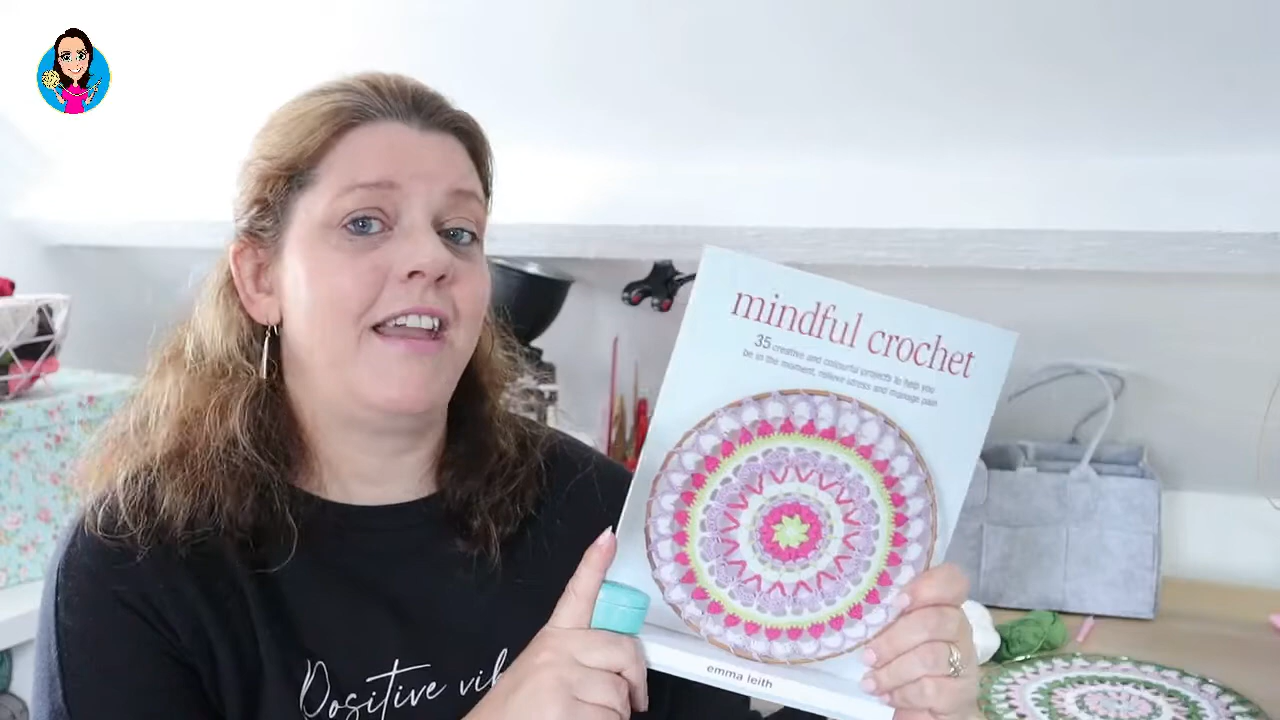 mindful crochet
35 creative and colourful projects to help you
be in the moment, relieve stress and manage pain
emma leith
Positive vib